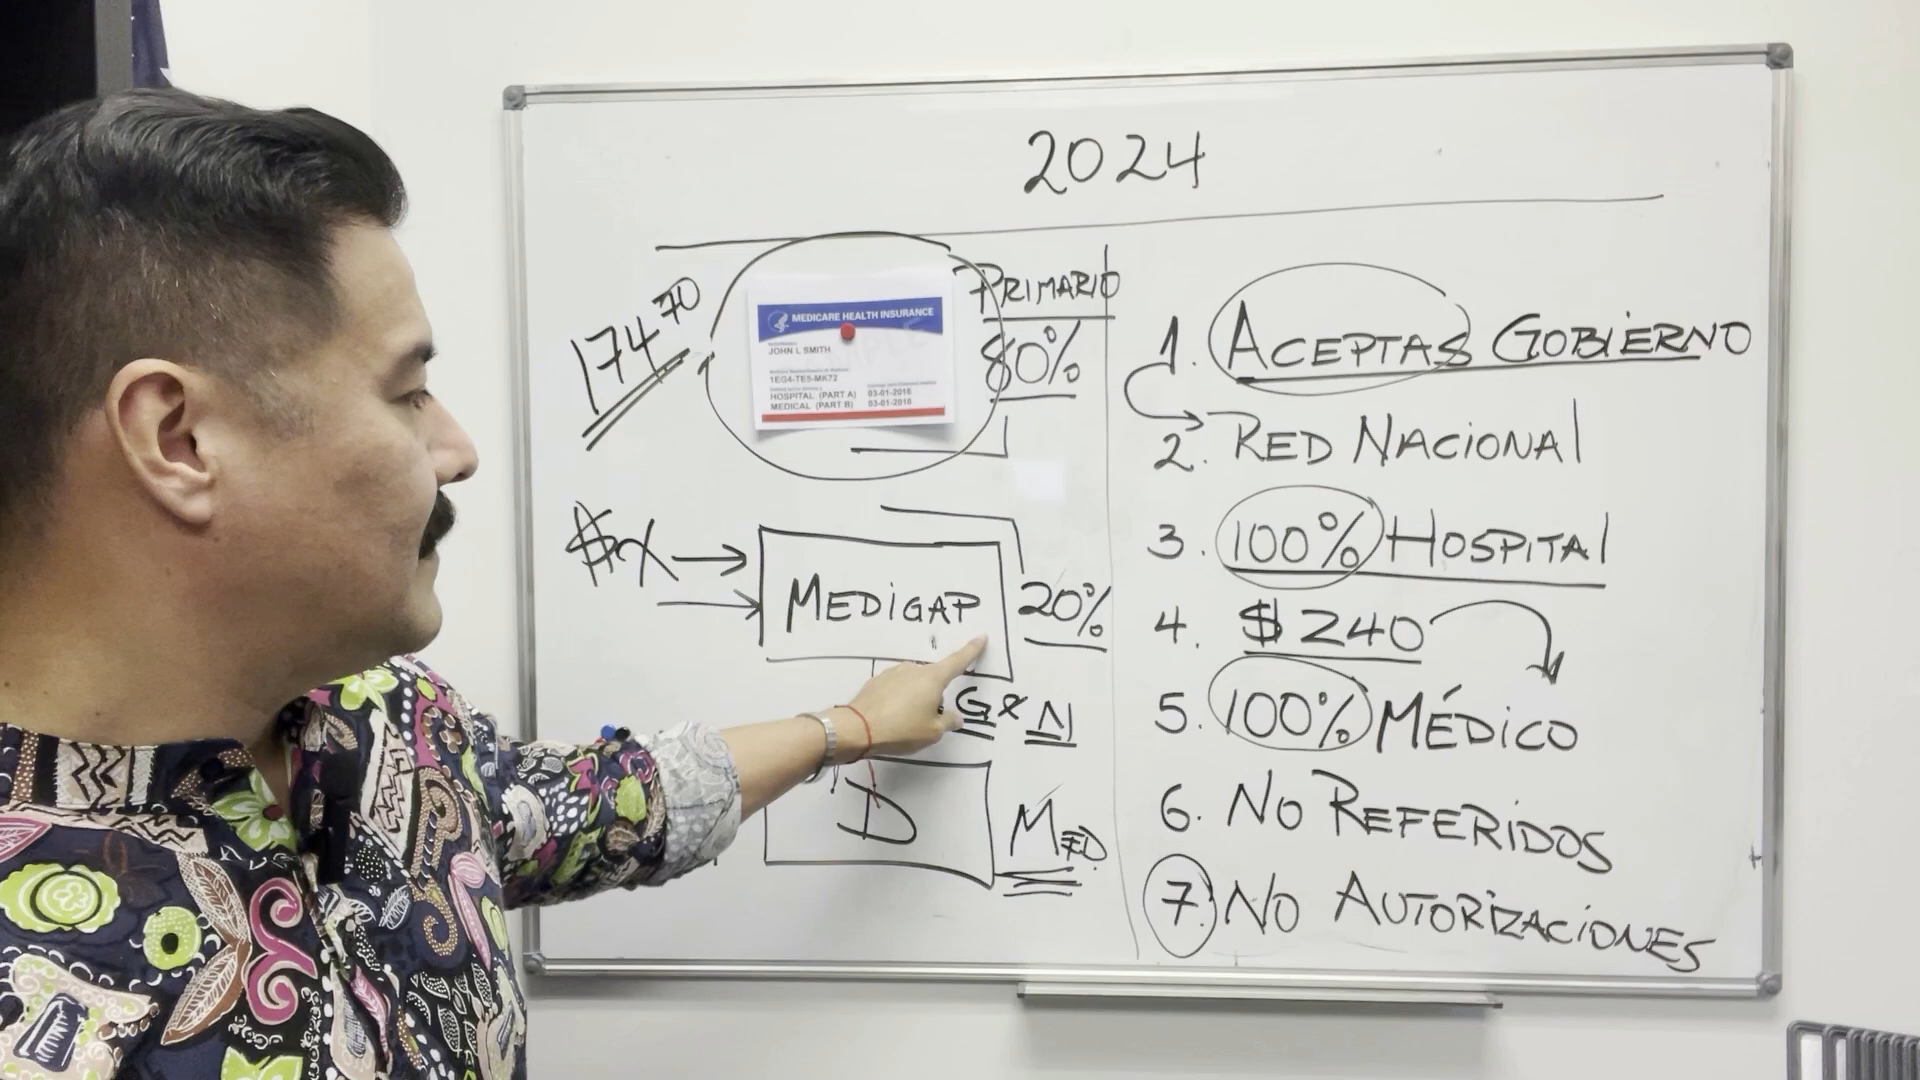 2024
174 70
MEDICARE HEALTH INSURANCE
JOHN L SMITH
1EG4-TE5-MK72
HOSPITAL (PART A) 03-01-2016
MEDICAL (PART B) 03-01-2016
PRIMARIO
80%
$X
MEDIGAP
20%
G & N
D
MED.
1. ACEPTAS GOBIERNO
2. RED NACIONAL
3. 100% HOSPITAL
4. $240
5. 100% MÉDICO
6. NO REFERIDOS
7. NO AUTORIZACIONES